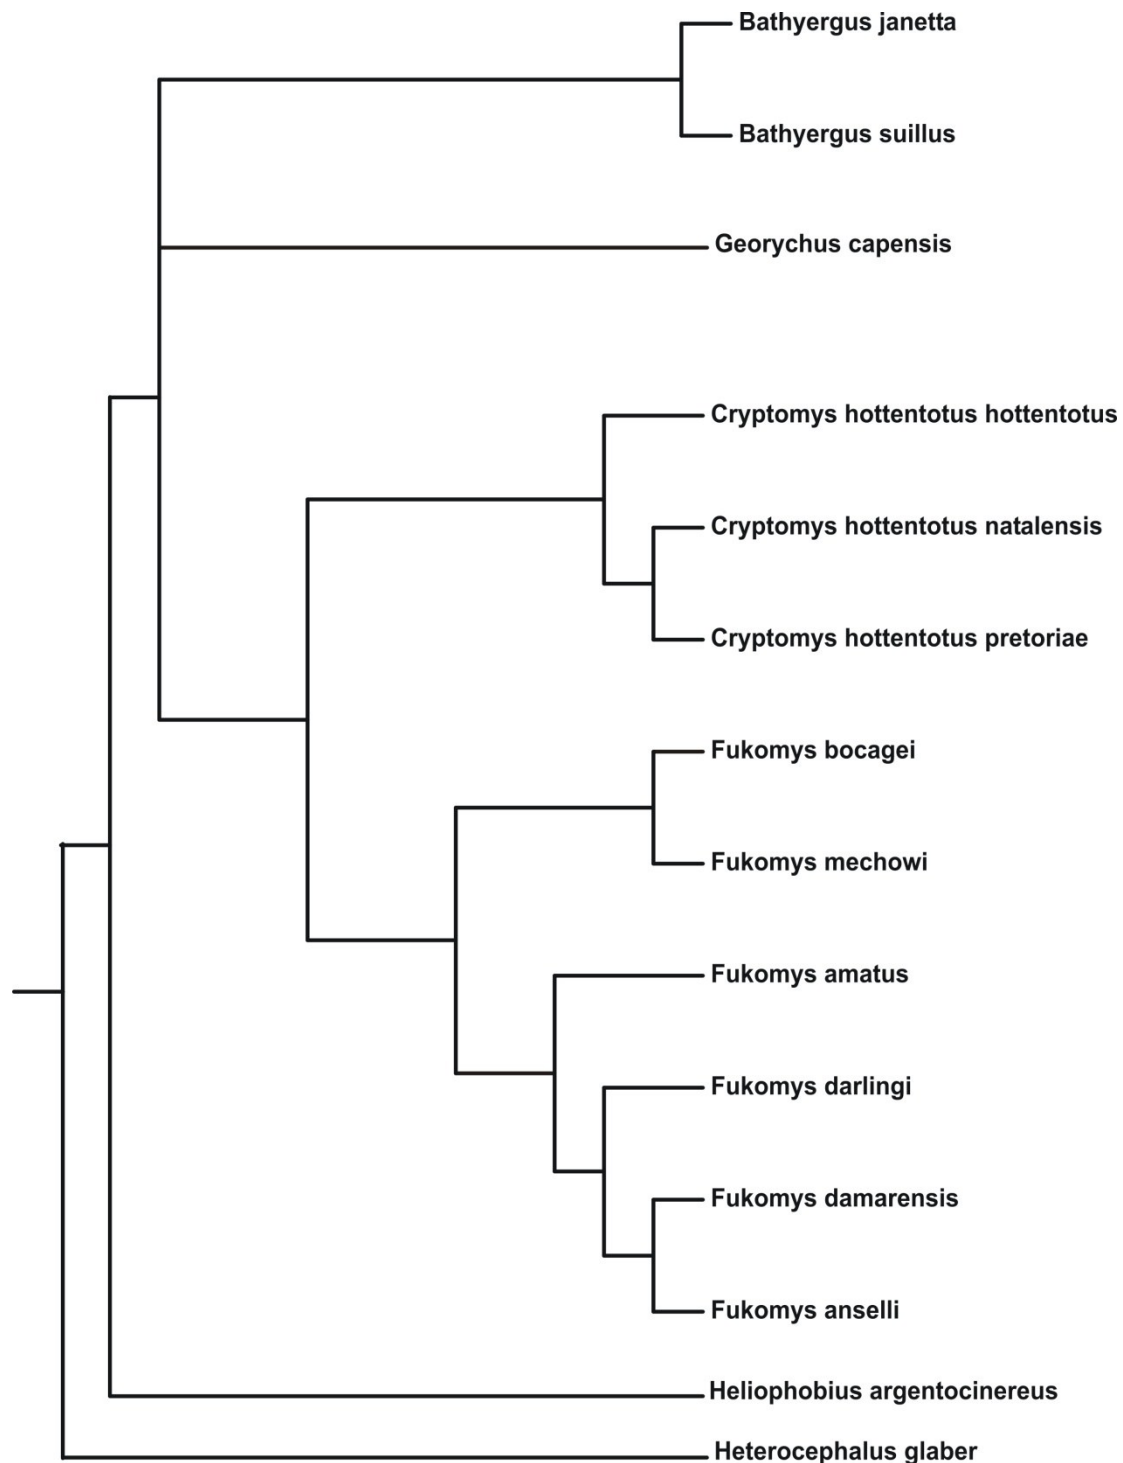 Bathyergus janetta
Bathyergus suillus
Georychus capensis
Cryptomys hottentotus hottentotus
Cryptomys hottentotus natalensis
Cryptomys hottentotus pretoriae
Fukomys bocagei
Fukomys mechowi
Fukomys amatus
Fukomys darlingi
Fukomys damarensis
Fukomys anselli
Heliophobius argentocinereus
Heterocephalus glaber